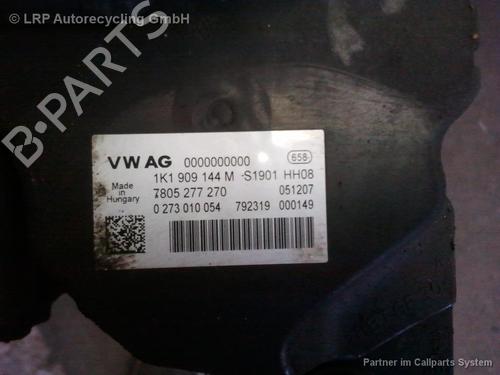 © LRP Autorecycling GmbH
B-PARTS
VW AG 0000000000 658
1K1 909 144 M -S1901 HH08
Made in Hungary 7805 277 270 051207
0 273 010 054 792319 000149
Partner im Callparts System